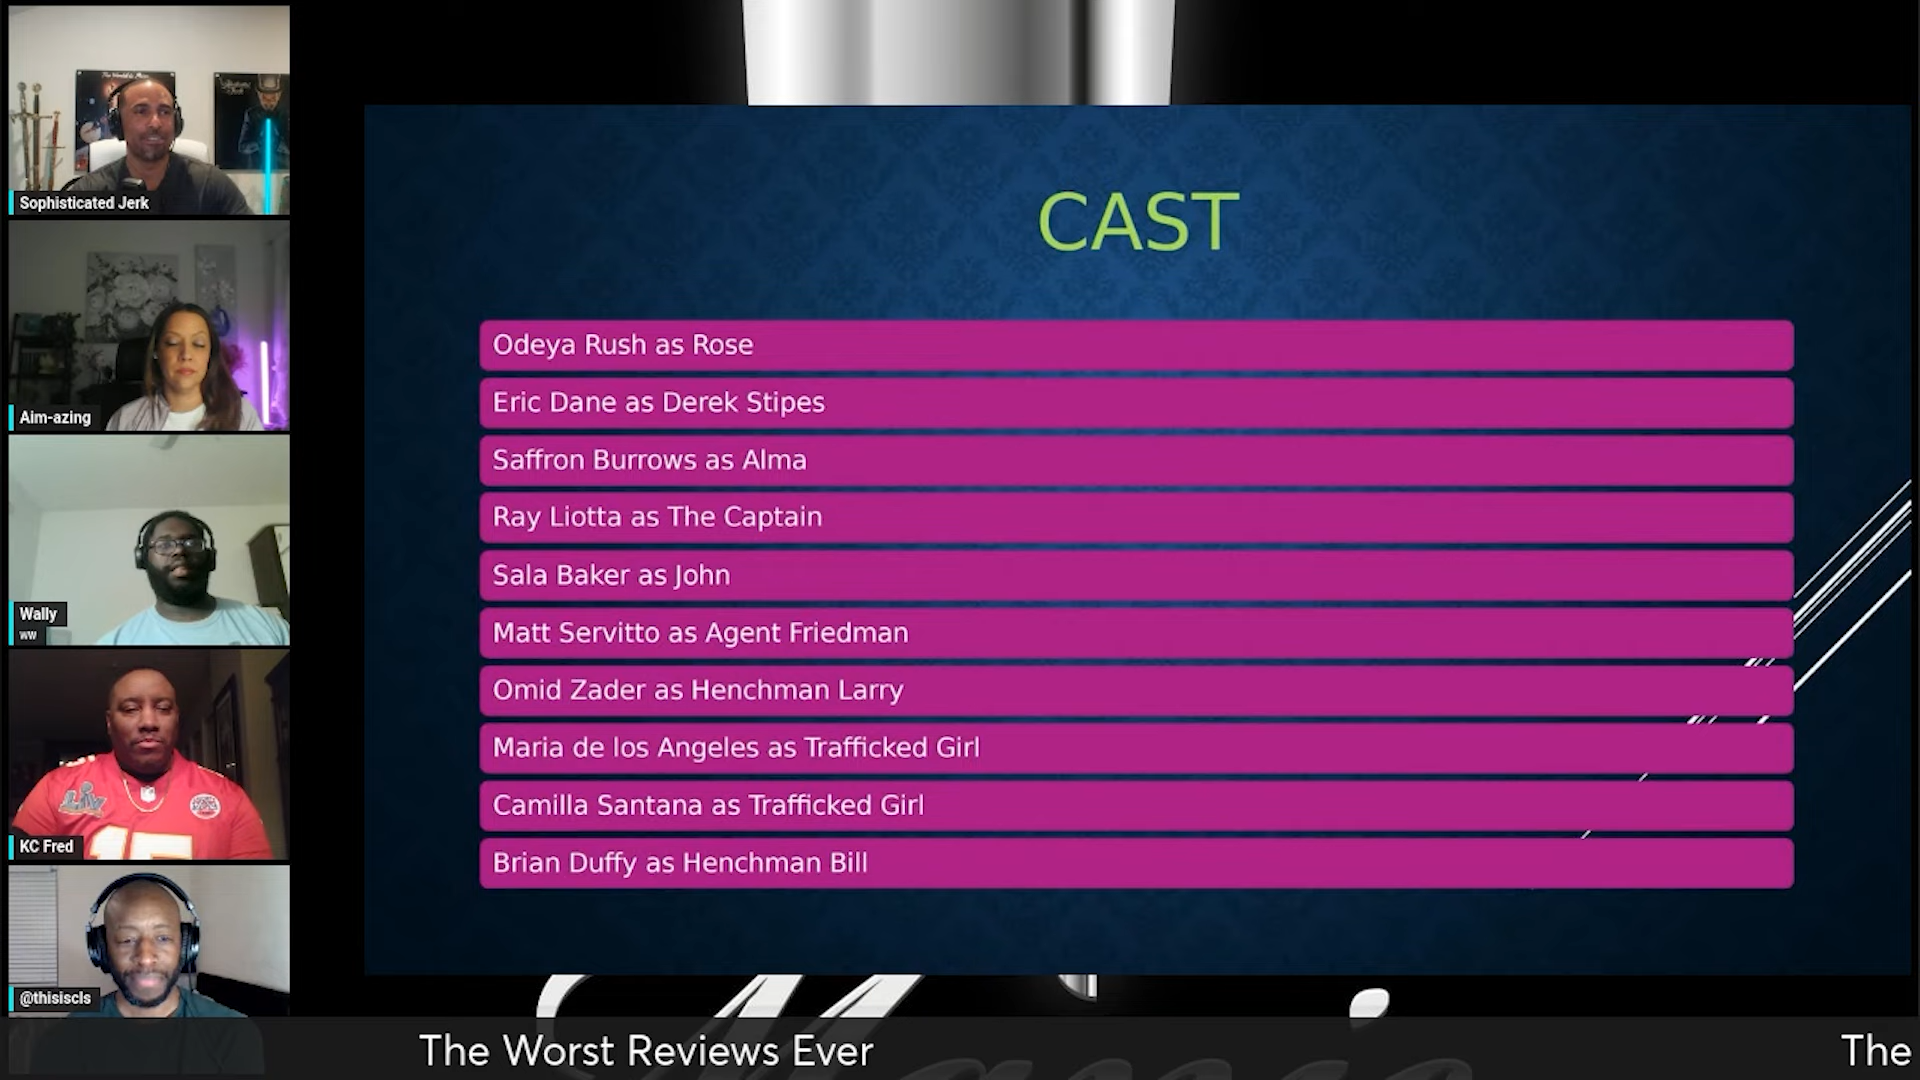 Sophisticated Jerk
Aim-azing
Wally
ww
KC Fred
@thisiscls
CAST
Odeya Rush as Rose
Eric Dane as Derek Stipes
Saffron Burrows as Alma
Ray Liotta as The Captain
Sala Baker as John
Matt Servitto as Agent Friedman
Omid Zader as Henchman Larry
Maria de los Angeles as Trafficked Girl
Camilla Santana as Trafficked Girl
Brian Duffy as Henchman Bill
The Worst Reviews Ever
The